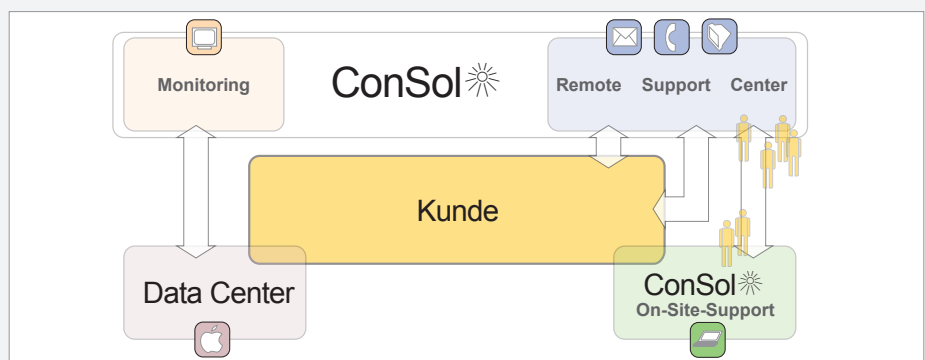 Monitoring
ConSol
Remote Support Center
Kunde
Data Center
ConSol
On-Site-Support